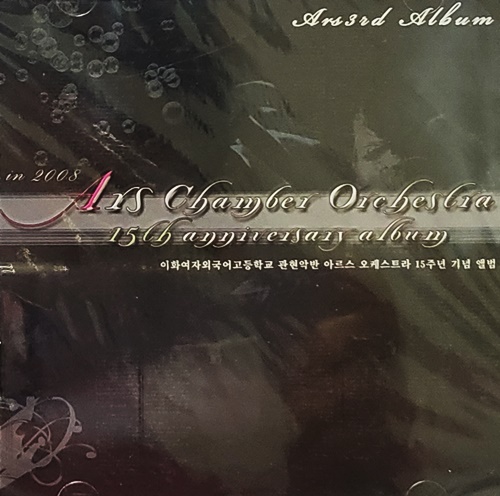 Ars3rd Album
in 2008
Ars Chamber Orchestra
15th anniversary album
이화여자외국어고등학교 관현악반 아르스 오케스트라 15주년 기념 앨범